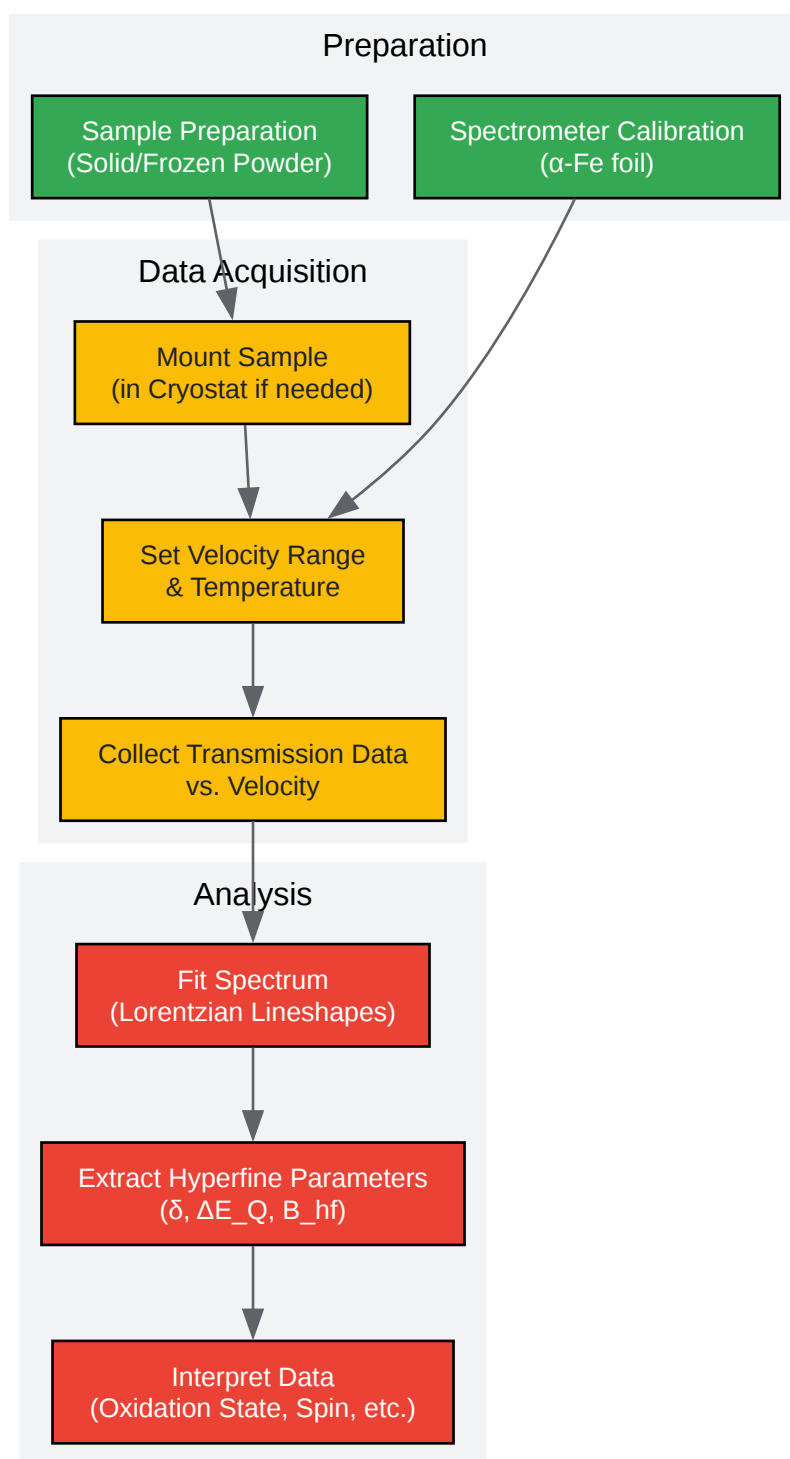 Preparation
Sample Preparation
(Solid/Frozen Powder)
Spectrometer Calibration
(α-Fe foil)
Data Acquisition
Mount Sample
(in Cryostat if needed)
Set Velocity Range
& Temperature
Collect Transmission Data
vs. Velocity
Analysis
Fit Spectrum
(Lorentzian Lineshapes)
Extract Hyperfine Parameters
(δ, ΔE_Q, B_hf)
Interpret Data
(Oxidation State, Spin, etc.)